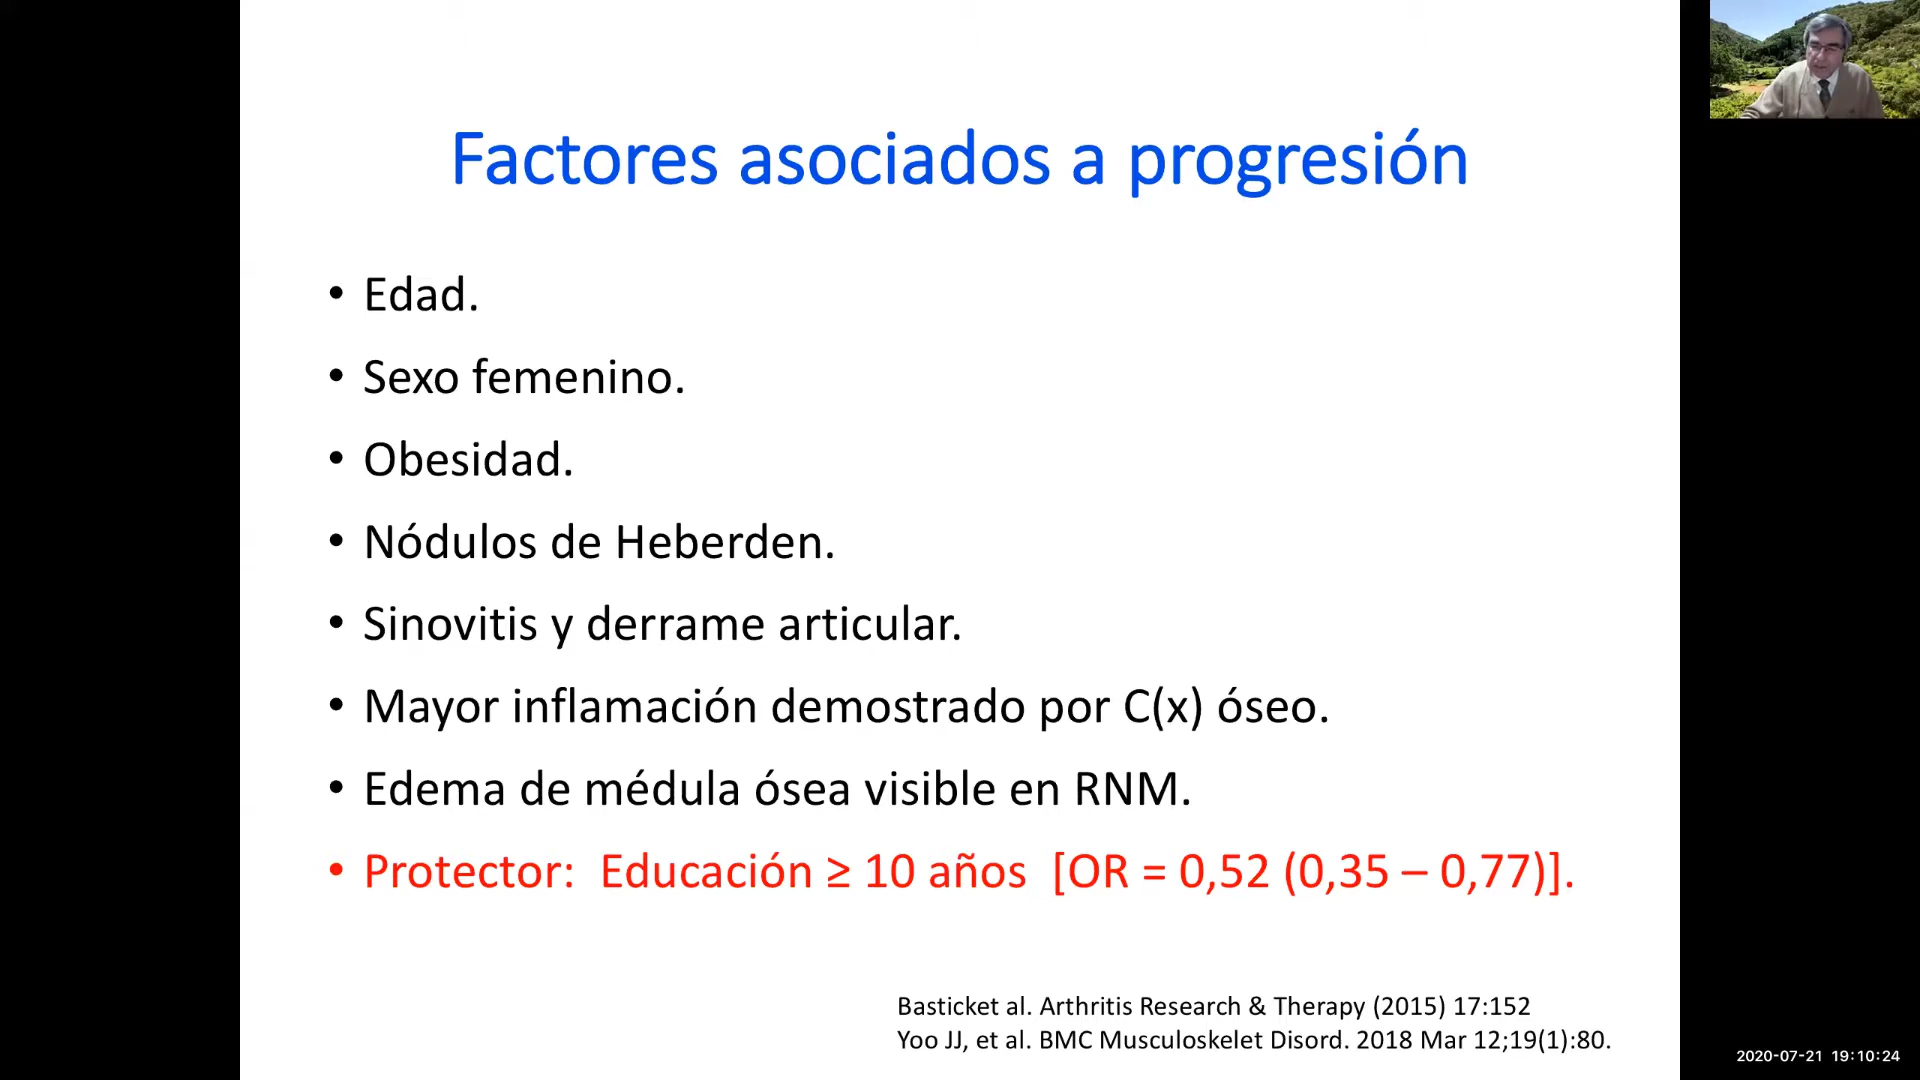 Factores asociados a progresión
• Edad.
• Sexo femenino.
• Obesidad.
• Nódulos de Heberden.
• Sinovitis y derrame articular.
• Mayor inflamación demostrado por C(x) óseo.
• Edema de médula ósea visible en RNM.
• Protector: Educación ≥ 10 años [OR = 0,52 (0,35 – 0,77)].
Basticket al. Arthritis Research & Therapy (2015) 17:152
Yoo JJ, et al. BMC Musculoskelet Disord. 2018 Mar 12;19(1):80.
2020-07-21 19:10:24